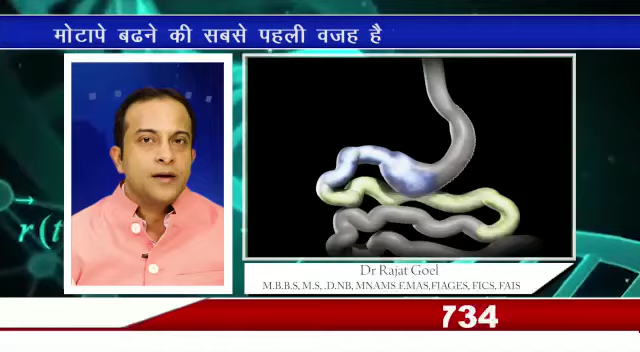 मोटापे बढने की सबसे पहली वजह है
r(t
Dr Rajat Goel
M.B.B.S, M.S, .D.NB, MNAMS F.MAS,FIAGES, FICS, FAIS
734